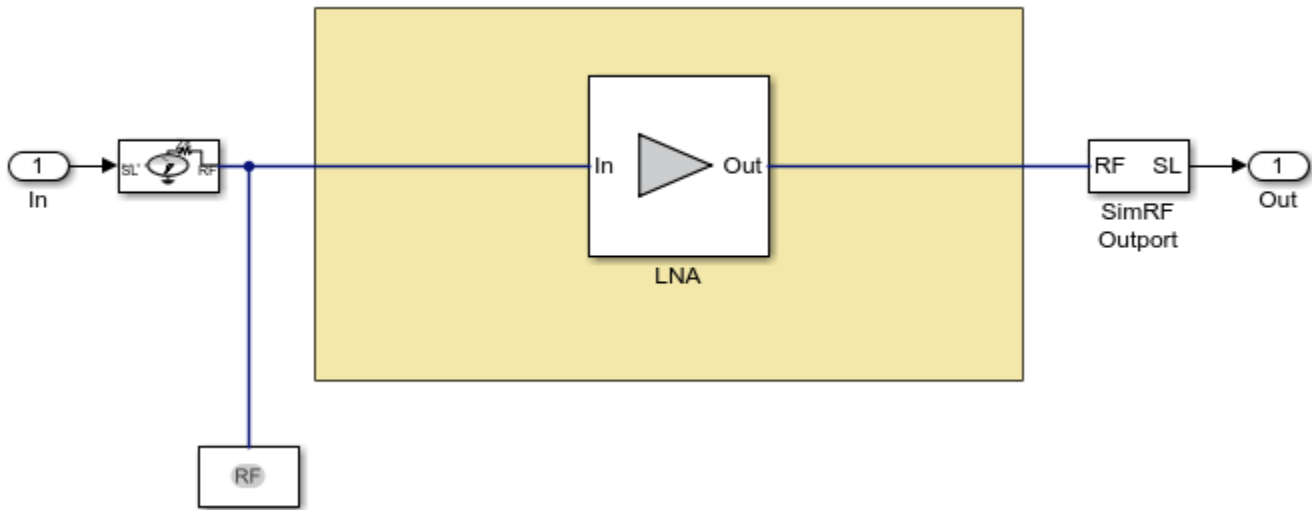 1
In
SL
RF
In
Out
LNA
RF SL
SimRF
Outport
1
Out
RF